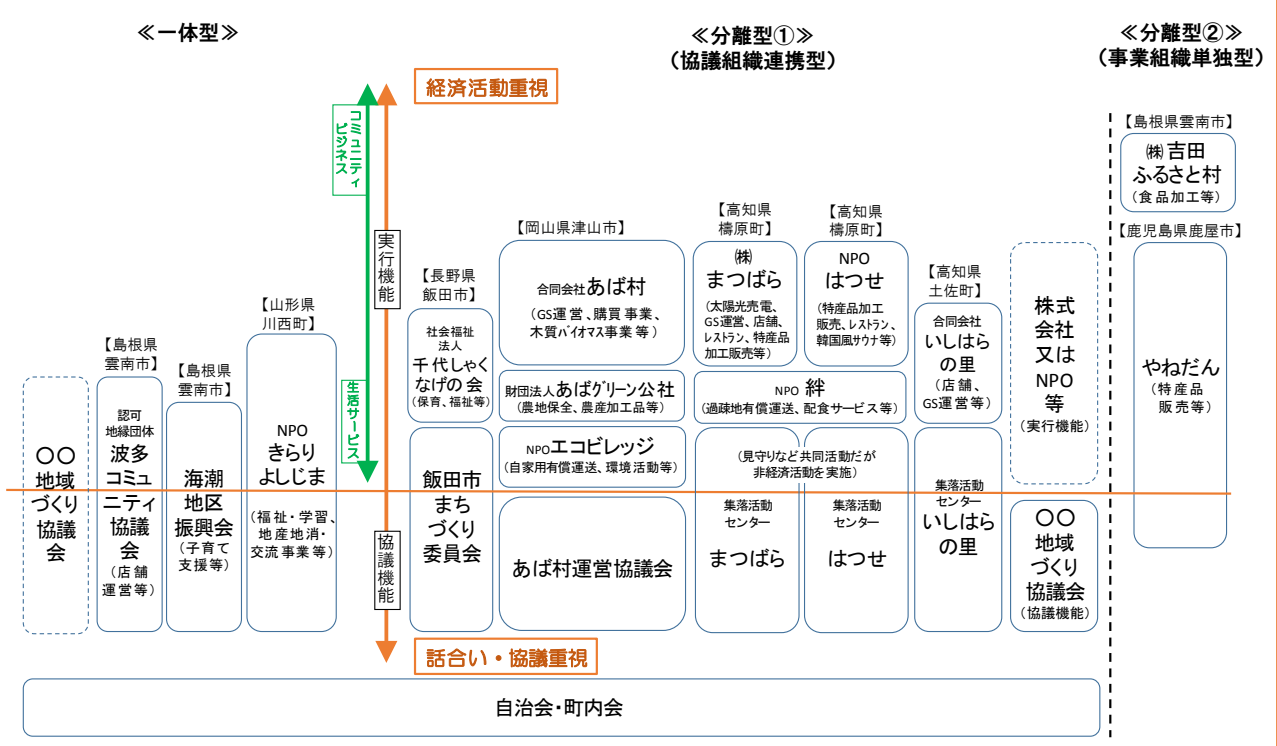 ≪一体型≫
≪分離型①≫
（協議組織連携型）
≪分離型②≫
（事業組織単独型）
経済活動重視
コミュニティ
ビジネス
実行機能
生活サービス
協議機能
話合い・協議重視
〇〇
地域
づくり
協議
会
【島根県
雲南市】
認可
地縁団体
波多
コミュ
ニティ
協議
会
（店舗
運営等）
【島根県
雲南市】
海潮
地区
振興会
（子育て
支援等）
【山形県
川西町】
NPO
きらり
よしじま
（福祉・学習、
地産地消・
交流事業等）
【長野県
飯田市】
社会福祉
法人
千代しゃく
なげの会
（保育、福祉等）
飯田市
まち
づくり
委員会
【岡山県津山市】
合同会社あば村
（GS運営、購買事業、
木質バイオマス事業等）
財団法人あばグリーン公社
（農地保全、農産加工品等）
NPOエコビレッジ
（自家用有償運送、環境活動等）
あば村運営協議会
【高知県
檮原町】
㈱
まつばら
（太陽光売電、
GS運営、店舗、
レストラン、特産品
加工販売等）
【高知県
檮原町】
NPO
はつせ
（特産品加工
販売、レストラン、
韓国風サウナ等）
NPO 絆
（過疎地有償運送、配食サービス等）
（見守りなど共同活動だが
非経済活動を実施）
集落活動
センター
まつばら
集落活動
センター
はつせ
【高知県
土佐町】
合同会社
いしはら
の里
（店舗、
GS運営等）
集落活動
センター
いしはら
の里
株式
会社
又は
NPO
等
（実行機能）
〇〇
地域
づくり
協議会
（協議機能）
【島根県雲南市】
㈱吉田
ふるさと村
（食品加工等）
【鹿児島県鹿屋市】
やねだん
（特産品
販売等）
自治会・町内会